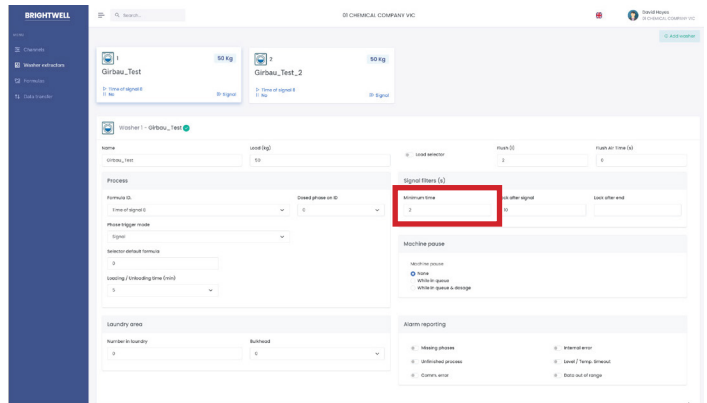 BRIGHTWELL
Search...
01 CHEMICAL COMPANY VIC
David Hayes
01 CHEMICAL COMPANY VIC
Channels
Washer extractors
Formulas
Data transfer
Add washer
1
50 Kg
Girbau_Test
Time of signal 6
No
Signal
2
50 Kg
Girbau_Test_2
Time of signal 6
No
Signal
Washer 1 - Girbau_Test
Name
Load (kg)
Load selector
Flush (l)
Flush air Time (s)
Girbau_Test
50
2
0
Process
Signal filters (s)
Formula ID.
Dosed phase on ID
Minimum time
Lock after signal
Lock after end
Time of signal 6
0
2
10
Phase trigger mode
Signal
Machine pause
Selector default formula
0
Machine pause
None
While in queue
While in queue & dosage
Loading / Unloading time (min)
5
Laundry area
Alarm reporting
Number in laundry
Bulkhead
0
0
Missing phases
Internal error
Unfinished process
Level / Temp. timeout
Comm. error
Data out of range